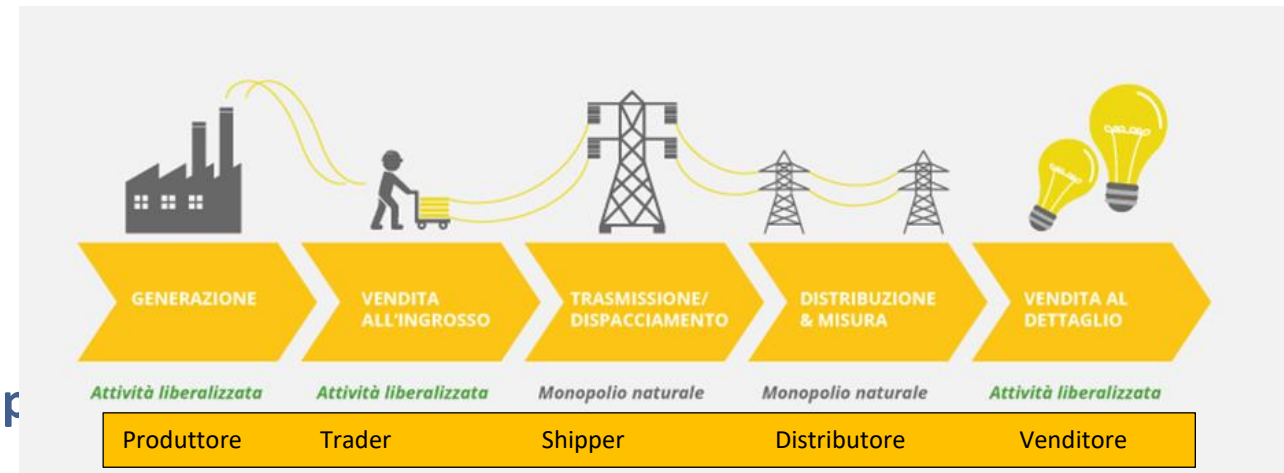 GENERAZIONE
VENDITA
ALL'INGROSSO
TRASMISSIONE/
DISPACCIAMENTO
DISTRIBUZIONE
& MISURA
VENDITA AL
DETTAGLIO
Attività liberalizzata
Attività liberalizzata
Monopolio naturale
Monopolio naturale
Attività liberalizzata
Produttore Trader Shipper Distributore Venditore